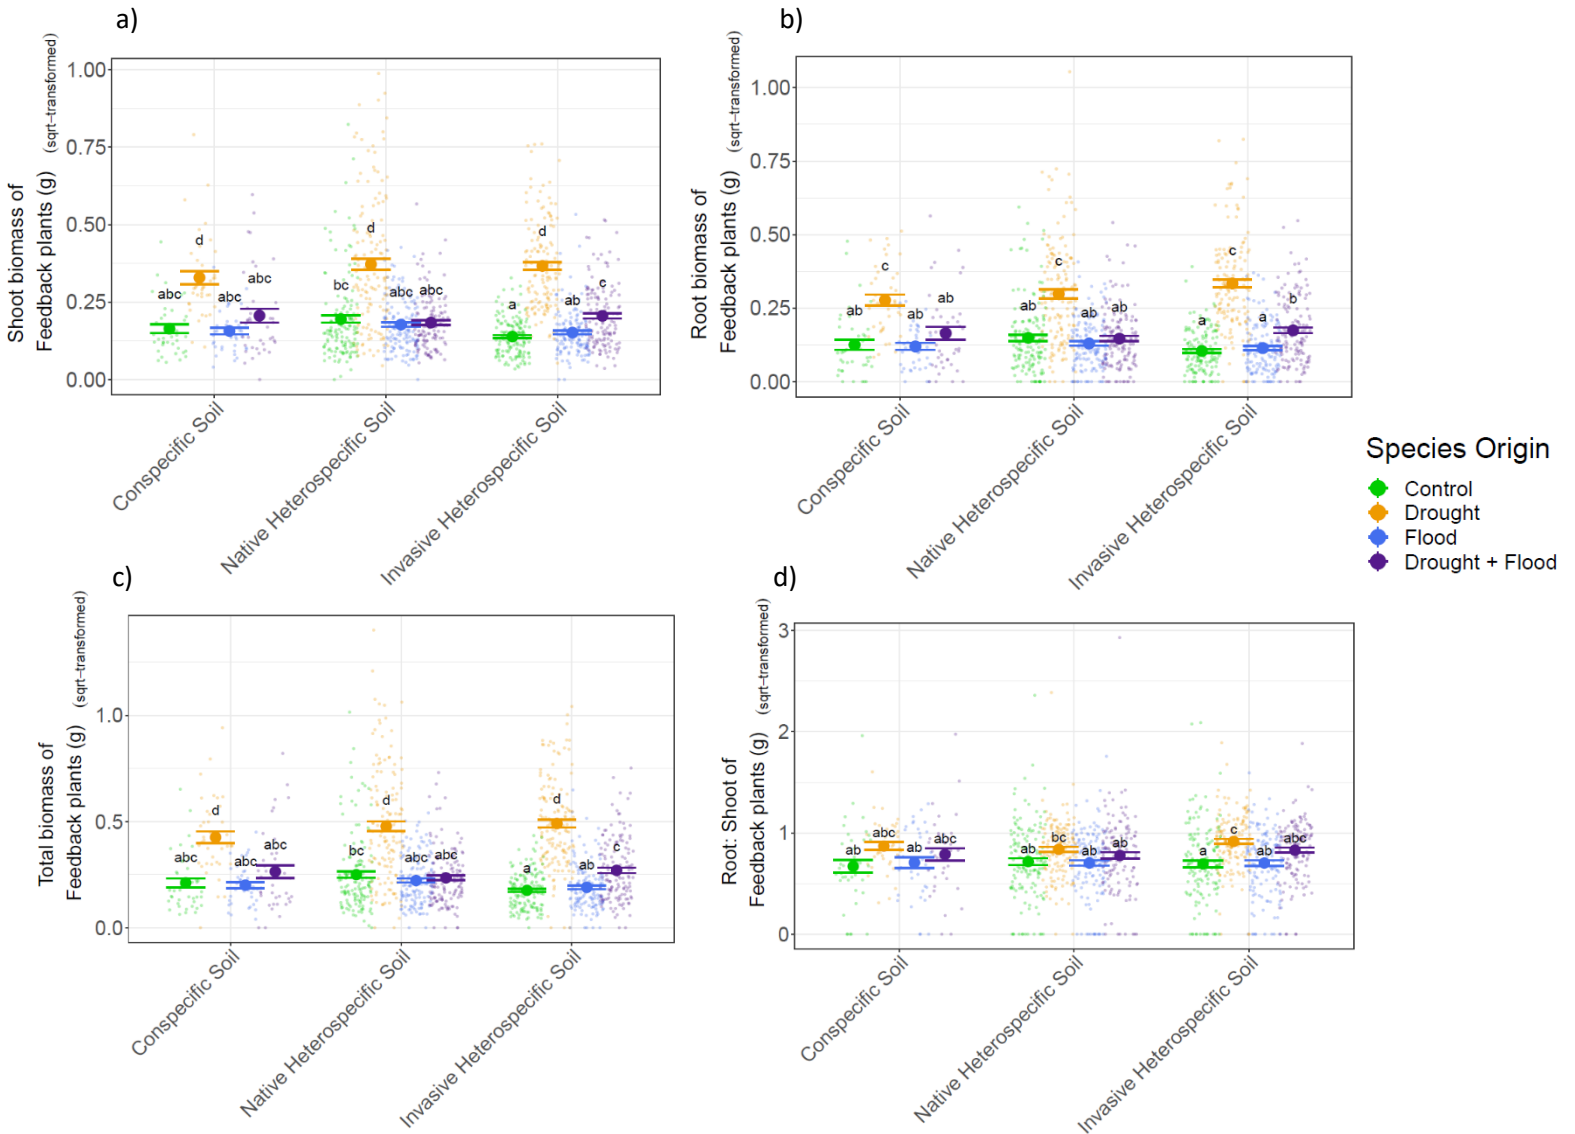 a)
Shoot biomass of
Feedback plants (g) (sqrt−transformed)
1.00
0.75
0.50
0.25
0.00
abc
d
abc
abc
bc
d
abc
abc
a
d
ab
c
Conspecific Soil
Native Heterospecific Soil
Invasive Heterospecific Soil
b)
Root biomass of
Feedback plants (g) (sqrt−transformed)
1.00
0.75
0.50
0.25
0.00
ab
c
ab
ab
ab
c
ab
ab
a
c
a
b
Conspecific Soil
Native Heterospecific Soil
Invasive Heterospecific Soil
Species Origin
Control
Drought
Flood
Drought + Flood
c)
Total biomass of
Feedback plants (g) (sqrt−transformed)
1.0
0.5
0.0
abc
d
abc
abc
bc
d
abc
abc
a
d
ab
c
Conspecific Soil
Native Heterospecific Soil
Invasive Heterospecific Soil
d)
Root: Shoot of
Feedback plants (g) (sqrt−transformed)
3
2
1
0
ab
abc
ab
abc
ab
bc
ab
ab
a
c
ab
abc
Conspecific Soil
Native Heterospecific Soil
Invasive Heterospecific Soil